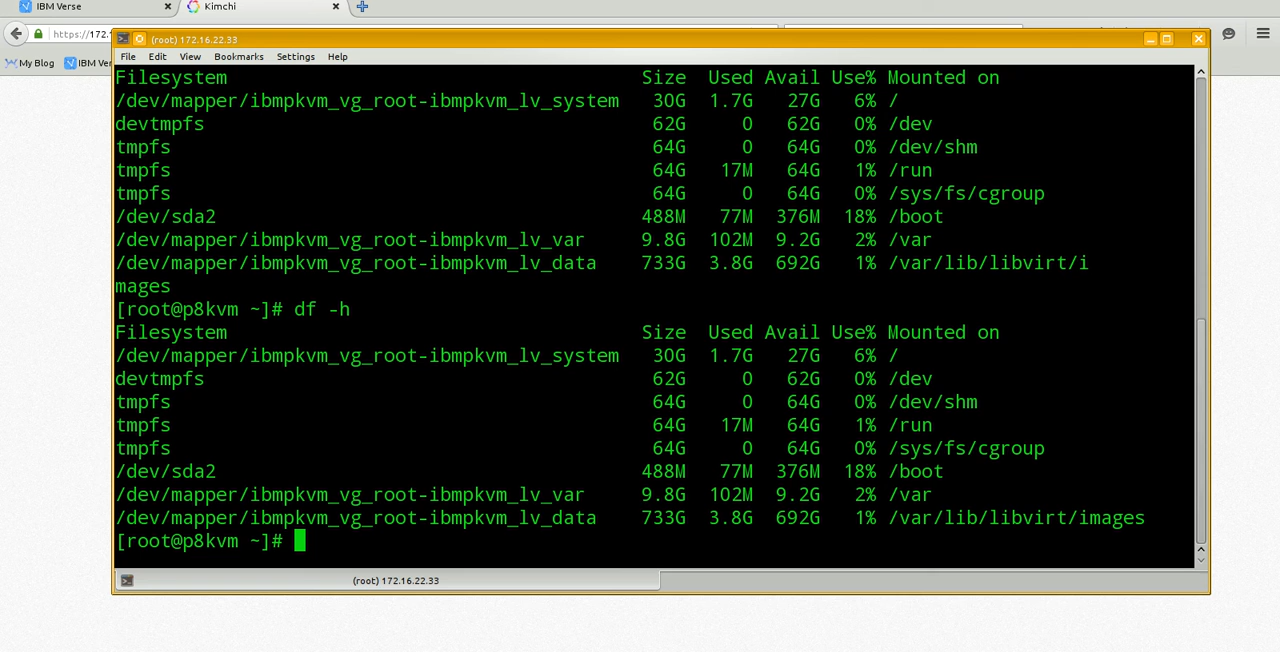 IBM Verse
Kimchi
https://172.1
(root) 172.16.22.33
File Edit View Bookmarks Settings Help
My Blog IBM Ver
Filesystem Size Used Avail Use% Mounted on
/dev/mapper/ibmpkvm_vg_root-ibmpkvm_lv_system 30G 1.7G 27G 6% /
devtmpfs 62G 0 62G 0% /dev
tmpfs 64G 0 64G 0% /dev/shm
tmpfs 64G 17M 64G 1% /run
tmpfs 64G 0 64G 0% /sys/fs/cgroup
/dev/sda2 488M 77M 376M 18% /boot
/dev/mapper/ibmpkvm_vg_root-ibmpkvm_lv_var 9.8G 102M 9.2G 2% /var
/dev/mapper/ibmpkvm_vg_root-ibmpkvm_lv_data 733G 3.8G 692G 1% /var/lib/libvirt/i
mages
[root@p8kvm ~]# df -h
Filesystem Size Used Avail Use% Mounted on
/dev/mapper/ibmpkvm_vg_root-ibmpkvm_lv_system 30G 1.7G 27G 6% /
devtmpfs 62G 0 62G 0% /dev
tmpfs 64G 0 64G 0% /dev/shm
tmpfs 64G 17M 64G 1% /run
tmpfs 64G 0 64G 0% /sys/fs/cgroup
/dev/sda2 488M 77M 376M 18% /boot
/dev/mapper/ibmpkvm_vg_root-ibmpkvm_lv_var 9.8G 102M 9.2G 2% /var
/dev/mapper/ibmpkvm_vg_root-ibmpkvm_lv_data 733G 3.8G 692G 1% /var/lib/libvirt/images
[root@p8kvm ~]#
(root) 172.16.22.33